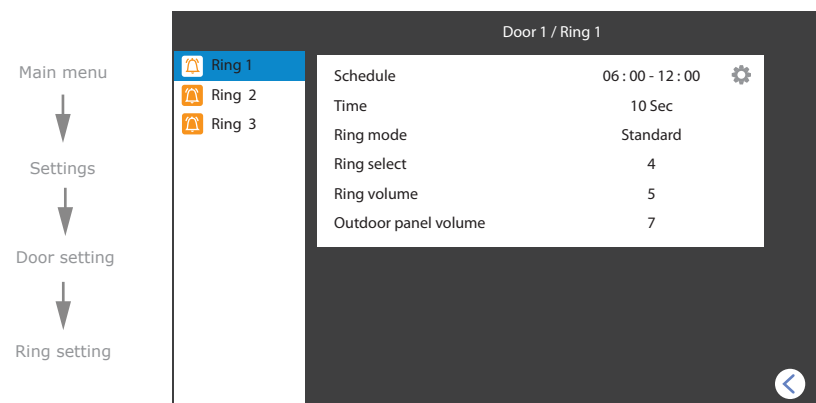 Main menu
Settings
Door setting
Ring setting
Door 1 / Ring 1
Ring 1
Ring 2
Ring 3
Schedule 06 : 00 - 12 : 00
Time 10 Sec
Ring mode Standard
Ring select 4
Ring volume 5
Outdoor panel volume 7